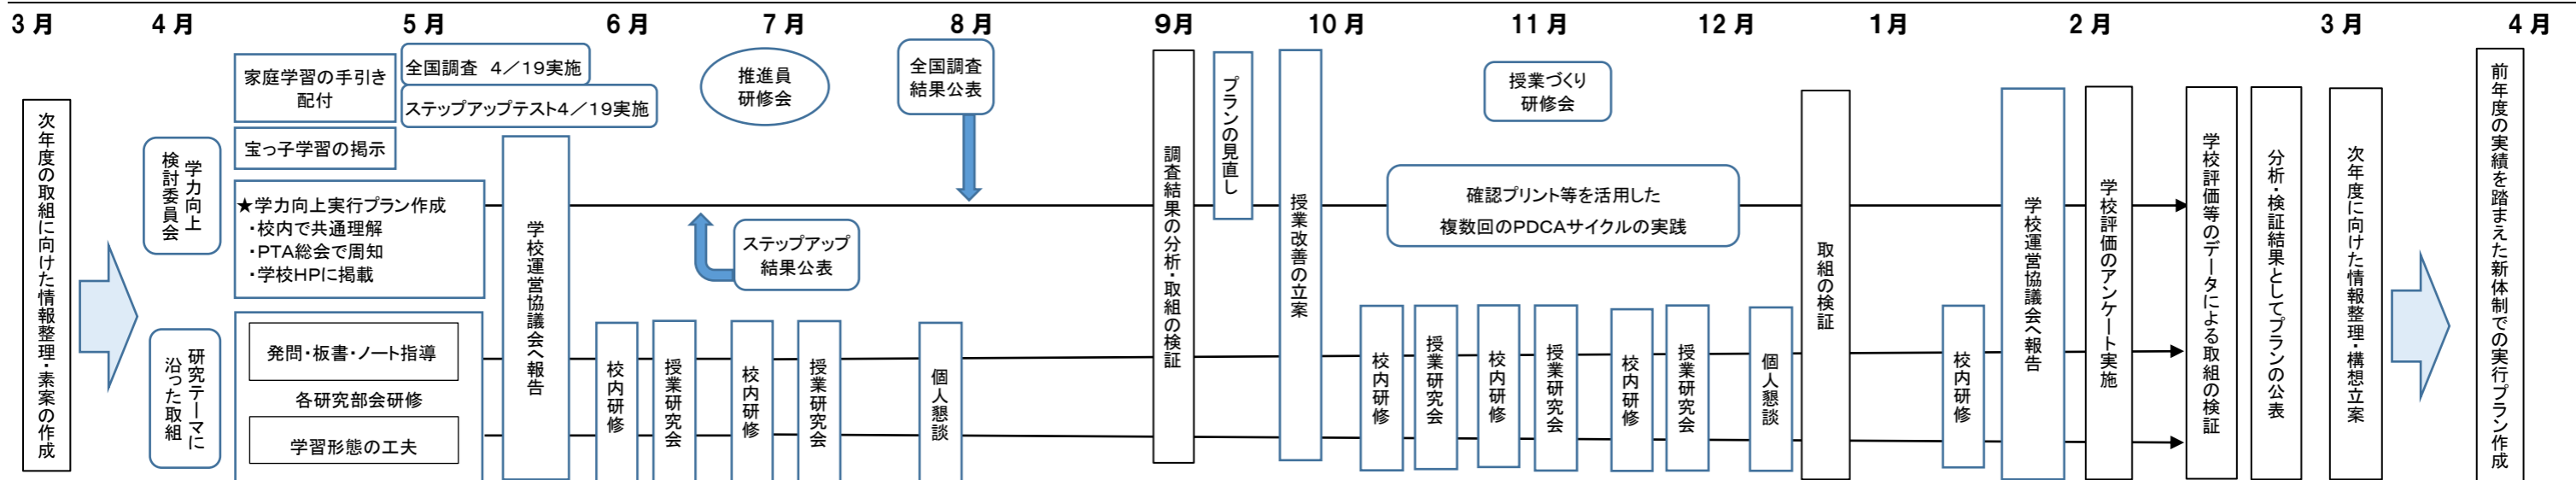 3月 4月 5月 6月 7月 8月 9月 10月 11月 12月 1月 2月 3月 4月
次年度の取組に向けた情報整理・素案の作成
学力向上
検討委員会
研究テーマに
沿った取組
家庭学習の手引き
配付
宝っ子学習の掲示
全国調査 4/19実施
ステップアップテスト4/19実施
★学力向上実行プラン作成
・校内で共通理解
・PTA総会で周知
・学校HPに掲載
発問・板書・ノート指導
各研究部会研修
学習形態の工夫
学校運営協議会へ報告
校内研修
授業研究会
推進員
研修会
ステップアップ
結果公表
校内研修
授業研究会
全国調査
結果公表
個人懇談
調査結果の分析・取組の検証
プランの見直し
授業改善の立案
授業づくり
研修会
確認プリント等を活用した
複数回のPDCAサイクルの実践
校内研修
授業研究会
校内研修
授業研究会
校内研修
授業研究会
個人懇談
取組の検証
校内研修
学校運営協議会へ報告
学校評価のアンケート実施
学校評価等のデータによる取組の検証
分析・検証結果としてプランの公表
次年度に向けた情報整理・構想立案
前年度の実績を踏まえた新体制での実行プラン作成